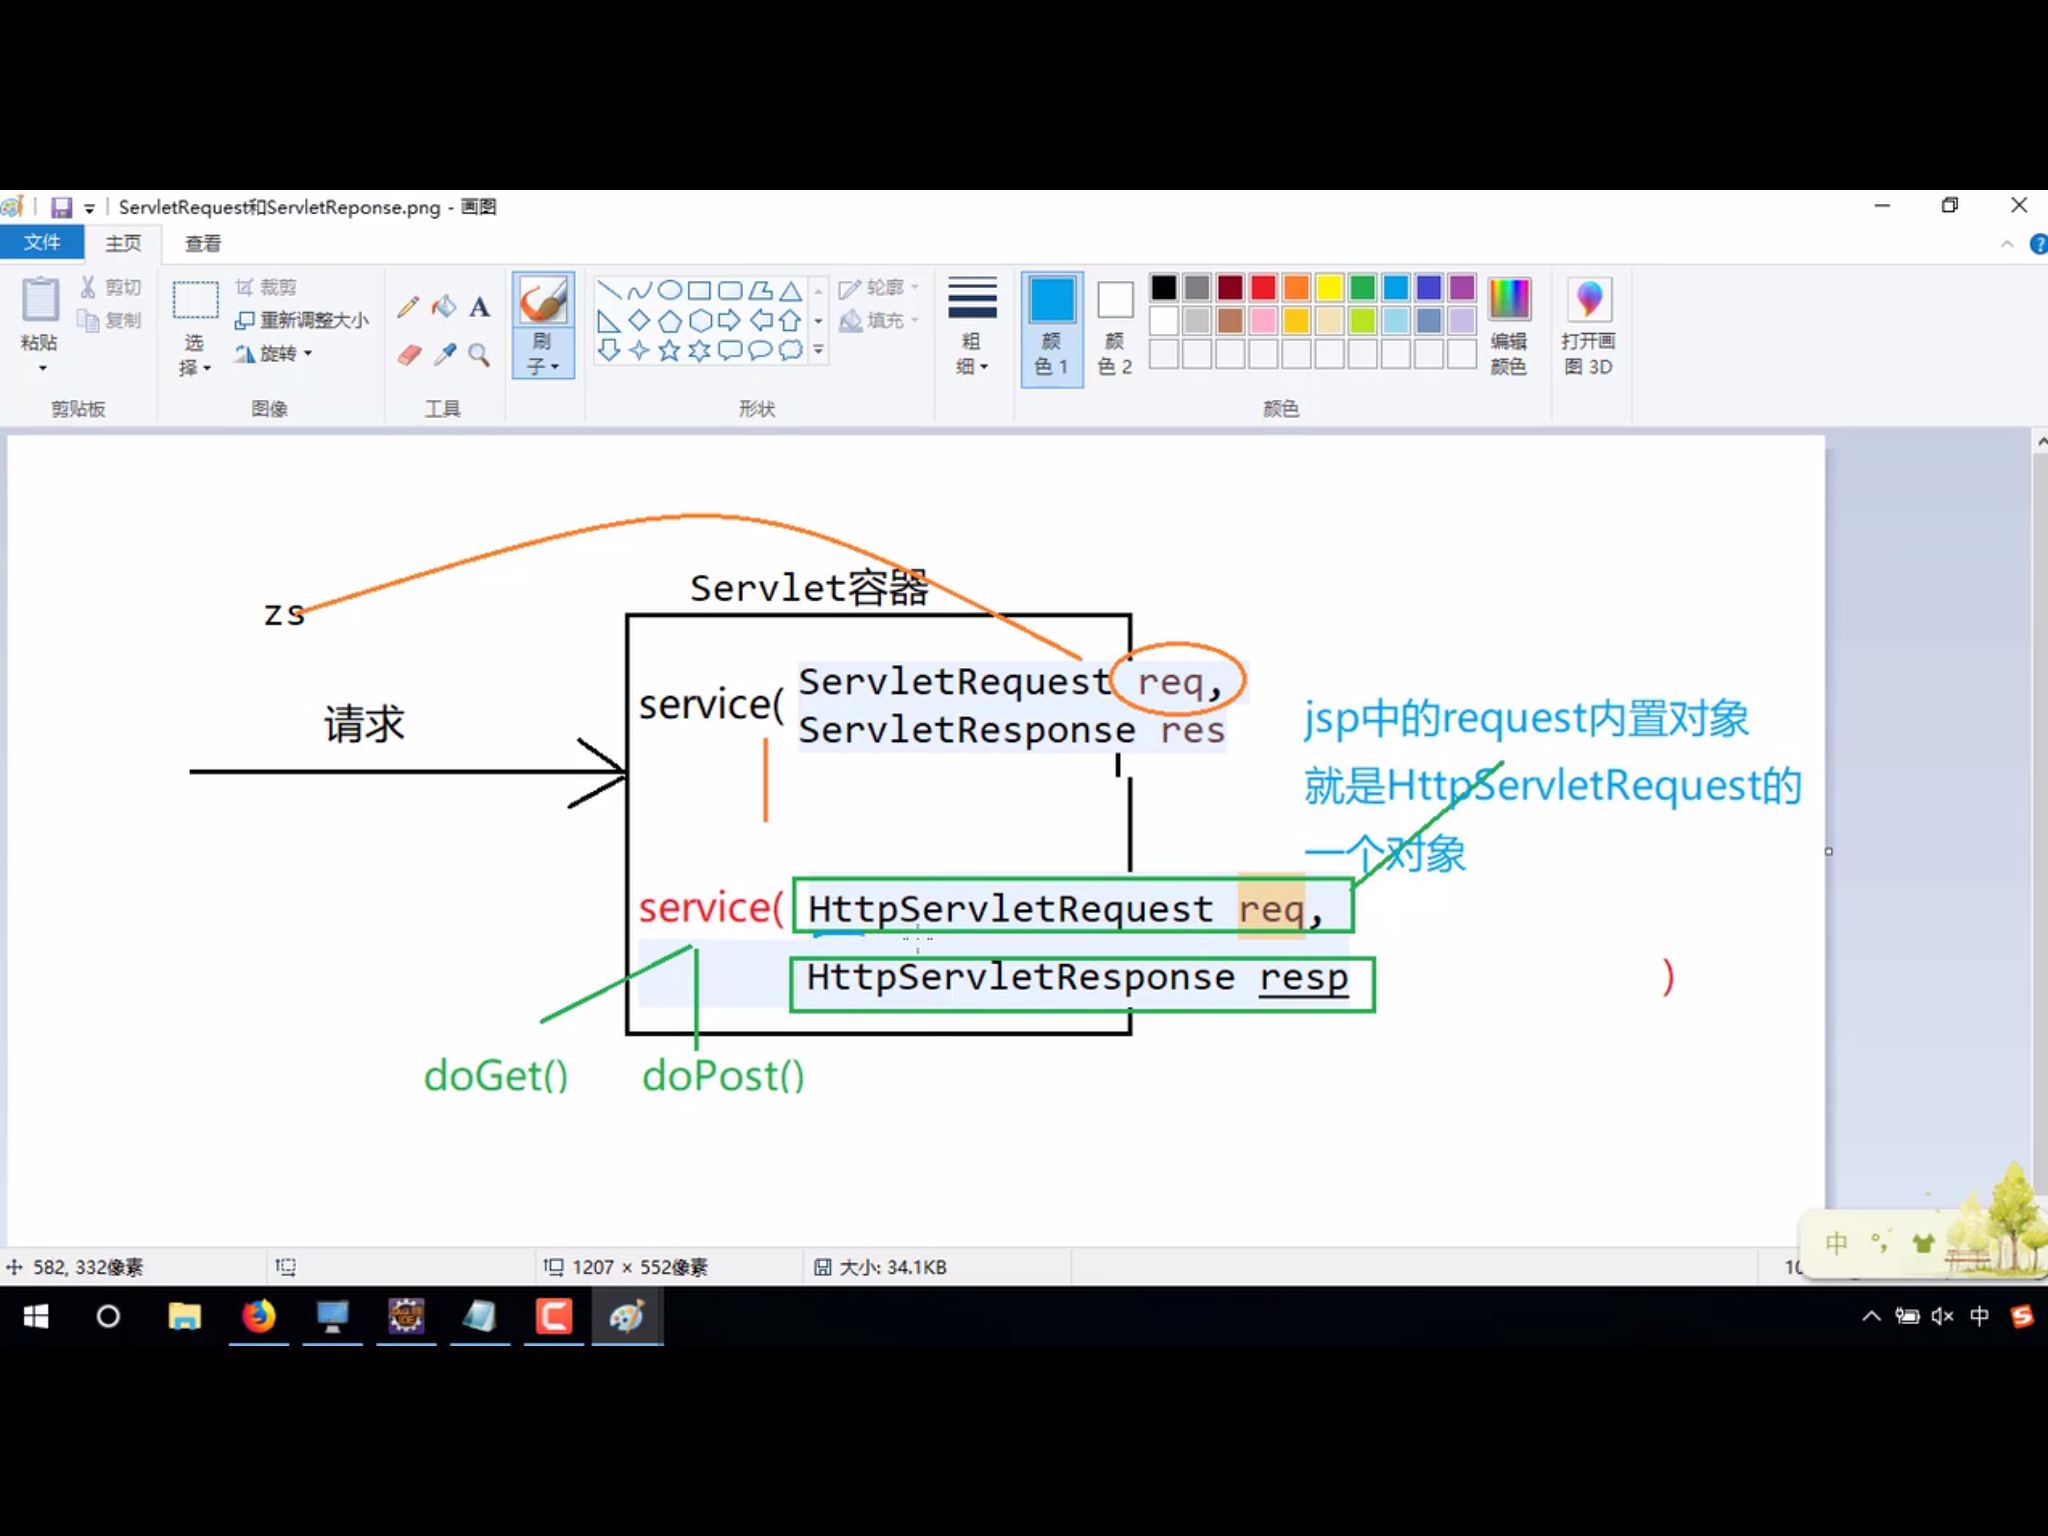 ServletRequest和ServletReponse.png - 画图
文件 主页 查看
粘贴
剪切
复制
剪贴板
选
择
裁剪
重新调整大小
旋转
图像
A
工具
刷
子
形状
轮廓
填充
粗
细
颜
色 1
颜
色 2
颜色
编辑
颜色
打开画
图 3D
Servlet容器
zs
请求
service(
ServletRequest req,
ServletResponse res
jsp中的request内置对象
就是HttpServletRequest的
一个对象
service( HttpServletRequest req,
HttpServletResponse resp
)
doGet() doPost()
中
582, 332像素
1207 × 552像素
大小: 34.1KB
中